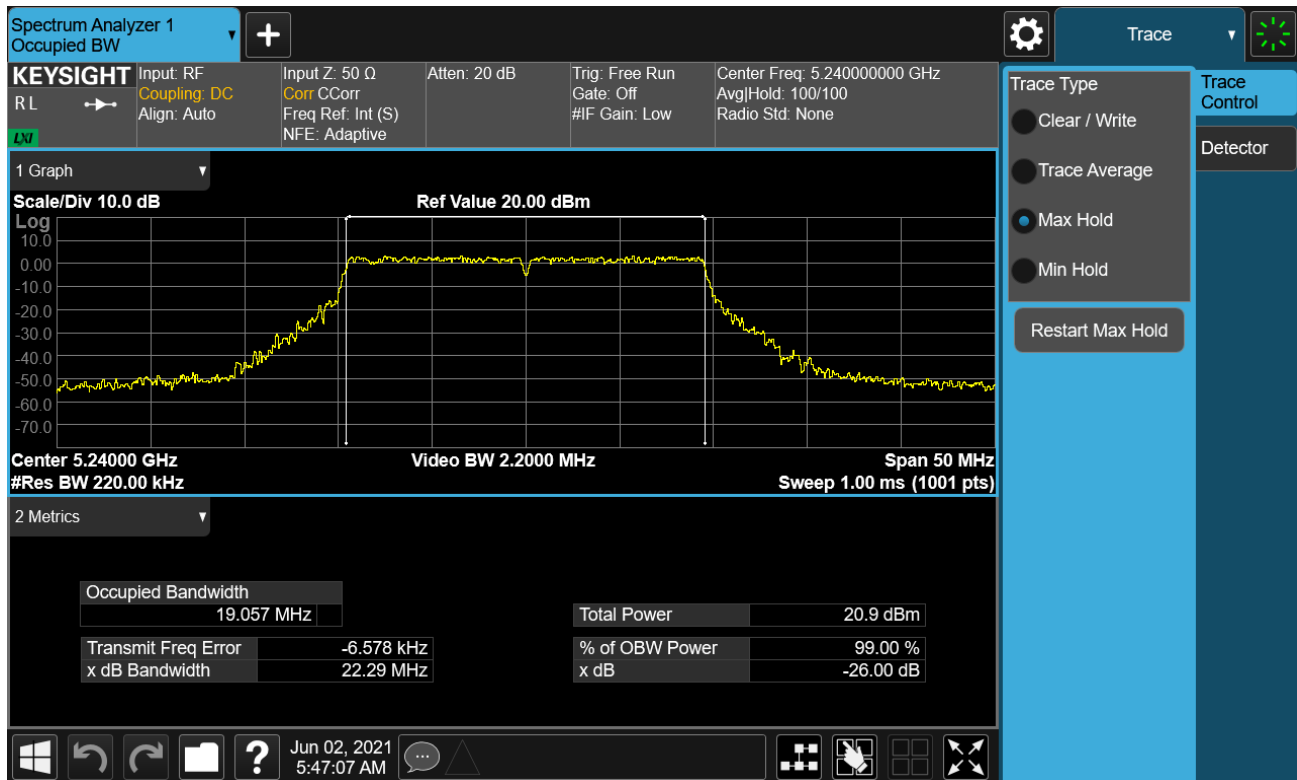 Spectrum Analyzer 1
Occupied BW
+
Trace
KEYSIGHT
R L
LXI
Input: RF
Coupling: DC
Align: Auto
Input Z: 50 Ω
Corr CCorr
Freq Ref: Int (S)
NFE: Adaptive
Atten: 20 dB
Trig: Free Run
Gate: Off
#IF Gain: Low
Center Freq: 5.240000000 GHz
Avg|Hold: 100/100
Radio Std: None
Trace Type
Clear / Write
Trace Average
Max Hold
Min Hold
Restart Max Hold
Trace
Control
Detector
1 Graph
Scale/Div 10.0 dB
Ref Value 20.00 dBm
Log
10.0
0.00
-10.0
-20.0
-30.0
-40.0
-50.0
-60.0
-70.0
Center 5.24000 GHz
Video BW 2.2000 MHz
Span 50 MHz
#Res BW 220.00 kHz
Sweep 1.00 ms (1001 pts)
2 Metrics
Occupied Bandwidth
19.057 MHz
Total Power 20.9 dBm
Transmit Freq Error -6.578 kHz
% of OBW Power 99.00 %
x dB Bandwidth 22.29 MHz
x dB -26.00 dB
?
Jun 02, 2021
5:47:07 AM